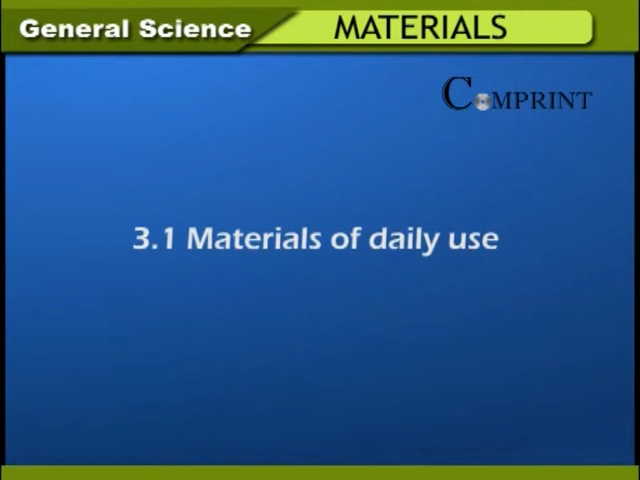 General Science
MATERIALS
COMPRINT
3.1 Materials of daily use